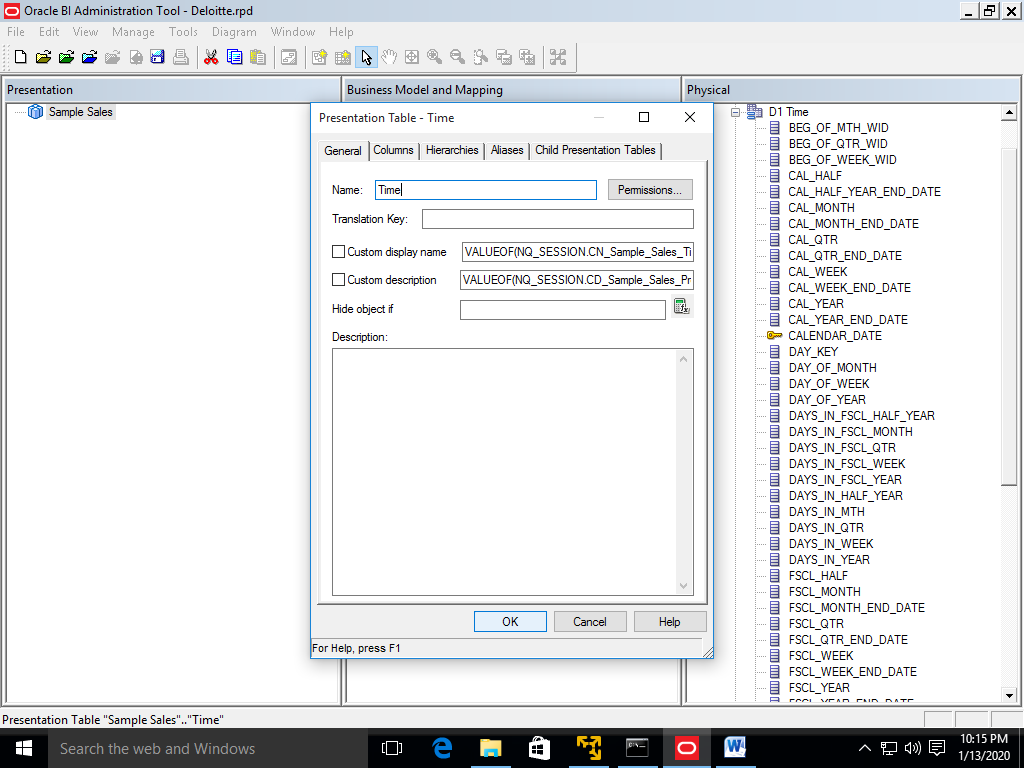 Oracle BI Administration Tool - Deloitte.rpd
File Edit View Manage Tools Diagram Window Help
Presentation
Sample Sales
Business Model and Mapping
Physical
D1 Time
BEG_OF_MTH_WID
BEG_OF_QTR_WID
BEG_OF_WEEK_WID
CAL_HALF
CAL_HALF_YEAR_END_DATE
CAL_MONTH
CAL_MONTH_END_DATE
CAL_QTR
CAL_QTR_END_DATE
CAL_WEEK
CAL_WEEK_END_DATE
CAL_YEAR
CAL_YEAR_END_DATE
CALENDAR_DATE
DAY_KEY
DAY_OF_MONTH
DAY_OF_WEEK
DAY_OF_YEAR
DAYS_IN_FSCL_HALF_YEAR
DAYS_IN_FSCL_MONTH
DAYS_IN_FSCL_QTR
DAYS_IN_FSCL_WEEK
DAYS_IN_FSCL_YEAR
DAYS_IN_HALF_YEAR
DAYS_IN_MTH
DAYS_IN_QTR
DAYS_IN_WEEK
DAYS_IN_YEAR
FSCL_HALF
FSCL_MONTH
FSCL_MONTH_END_DATE
FSCL_QTR
FSCL_QTR_END_DATE
FSCL_WEEK
FSCL_WEEK_END_DATE
FSCL_YEAR
FSCL_YEAR_END_DATE
Presentation Table - Time
General Columns Hierarchies Aliases Child Presentation Tables
Name: Time Permissions...
Translation Key:
Custom display name VALUEOF(NQ_SESSION.CN_Sample_Sales_Ti
Custom description VALUEOF(NQ_SESSION.CD_Sample_Sales_Pr
Hide object if
Description:
OK Cancel Help
For Help, press F1
Presentation Table "Sample Sales".."Time"
Search the web and Windows
10:15 PM
1/13/2020